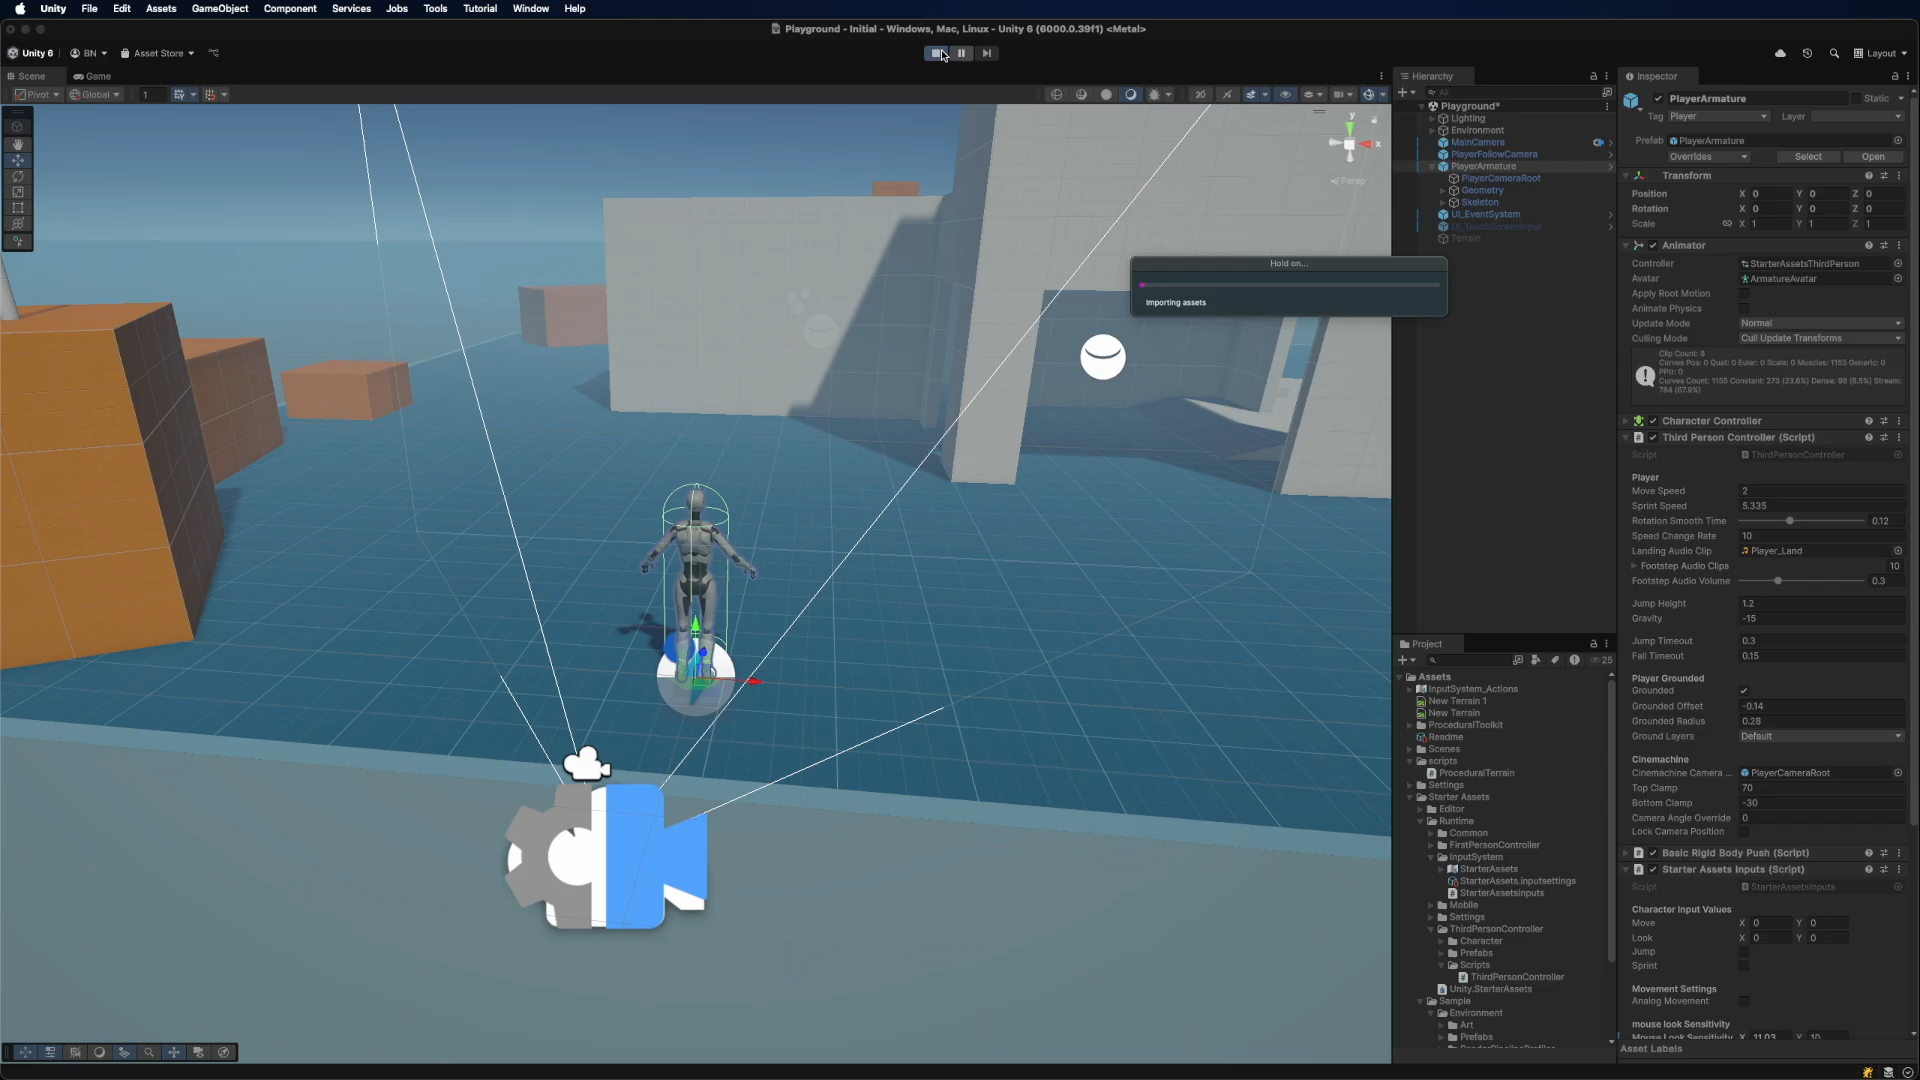 Unity File Edit Assets GameObject Component Services Jobs Tools Tutorial Window Help
Playground - Initial - Windows, Mac, Linux - Unity 6 (6000.0.39f1) <Metal>
Unity 6 BN Asset Store Layout
Scene Game
Pivot Global 1
2D
y
x
Persp
Hold on...
Importing assets
Hierarchy
All
Playground*
Lighting
Environment
MainCamera
PlayerFollowCamera
PlayerArmature
PlayerCameraRoot
Geometry
Skeleton
UI_EventSystem
UI_TouchScreenInput
Terrain
Project
25
Assets
InputSystem_Actions
New Terrain 1
New Terrain
ProceduralToolkit
Readme
Scenes
scripts
ProceduralTerrain
Settings
Starter Assets
Editor
Runtime
Common
FirstPersonController
InputSystem
StarterAssets
StarterAssets.inputsettings
StarterAssetsInputs
Mobile
Settings
ThirdPersonController
Character
Prefabs
Scripts
ThirdPersonController
Unity.StarterAssets
Sample
Environment
Art
Prefabs
Inspector
PlayerArmature Static
Tag Player Layer
Prefab PlayerArmature
Overrides Select Open
Transform
Position X 0 Y 0 Z 0
Rotation X 0 Y 0 Z 0
Scale X 1 Y 1 Z 1
Animator
Controller StarterAssetsThirdPerson
Avatar ArmatureAvatar
Apply Root Motion
Animate Physics
Update Mode Normal
Culling Mode Cull Update Transforms
Clip Count: 8
Curves Pos: 0 Quat: 0 Euler: 0 Scale: 0 Muscles: 1155 Generic: 0
PPtr: 0
Curves Count: 1155 Constant: 273 (23.6%) Dense: 98 (8.5%) Stream:
784 (67.9%)
Character Controller
Third Person Controller (Script)
Script ThirdPersonController
Player
Move Speed 2
Sprint Speed 5.335
Rotation Smooth Time 0.12
Speed Change Rate 10
Landing Audio Clip Player_Land
Footstep Audio Clips 10
Footstep Audio Volume 0.3
Jump Height 1.2
Gravity -15
Jump Timeout 0.3
Fall Timeout 0.15
Player Grounded
Grounded
Grounded Offset -0.14
Grounded Radius 0.28
Ground Layers Default
Cinemachine
Cinemachine Camera ... PlayerCameraRoot
Top Clamp 70
Bottom Clamp -30
Camera Angle Override 0
Lock Camera Position
Basic Rigid Body Push (Script)
Starter Assets Inputs (Script)
Script StarterAssetsInputs
Character Input Values
Move X 0 Y 0
Look X 0 Y 0
Jump
Sprint
Movement Settings
Analog Movement
mouse look Sensitivity
Mouse Look Sensitivity X 11.03 Y 10
Asset Labels